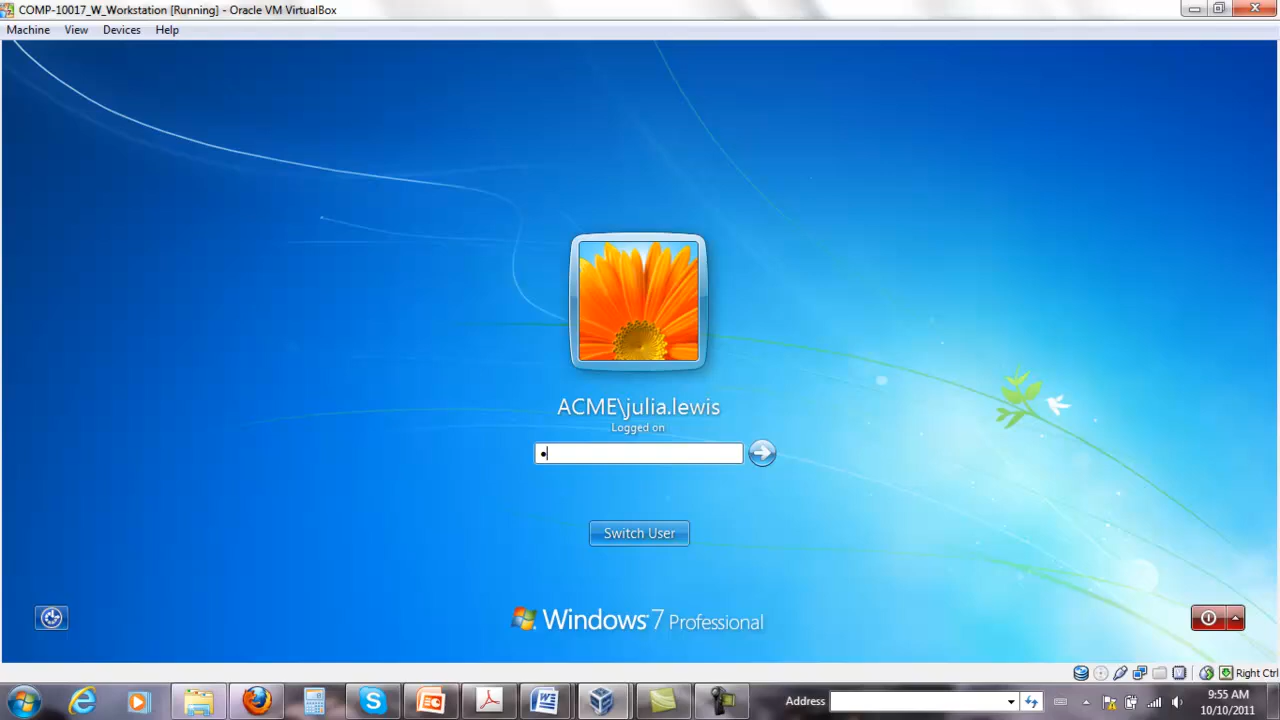 COMP-10017_W_Workstation [Running] - Oracle VM VirtualBox
Machine View Devices Help
ACME\julia.lewis
Logged on
Switch User
Windows 7 Professional
Right Ctrl
Address
9:55 AM
10/10/2011